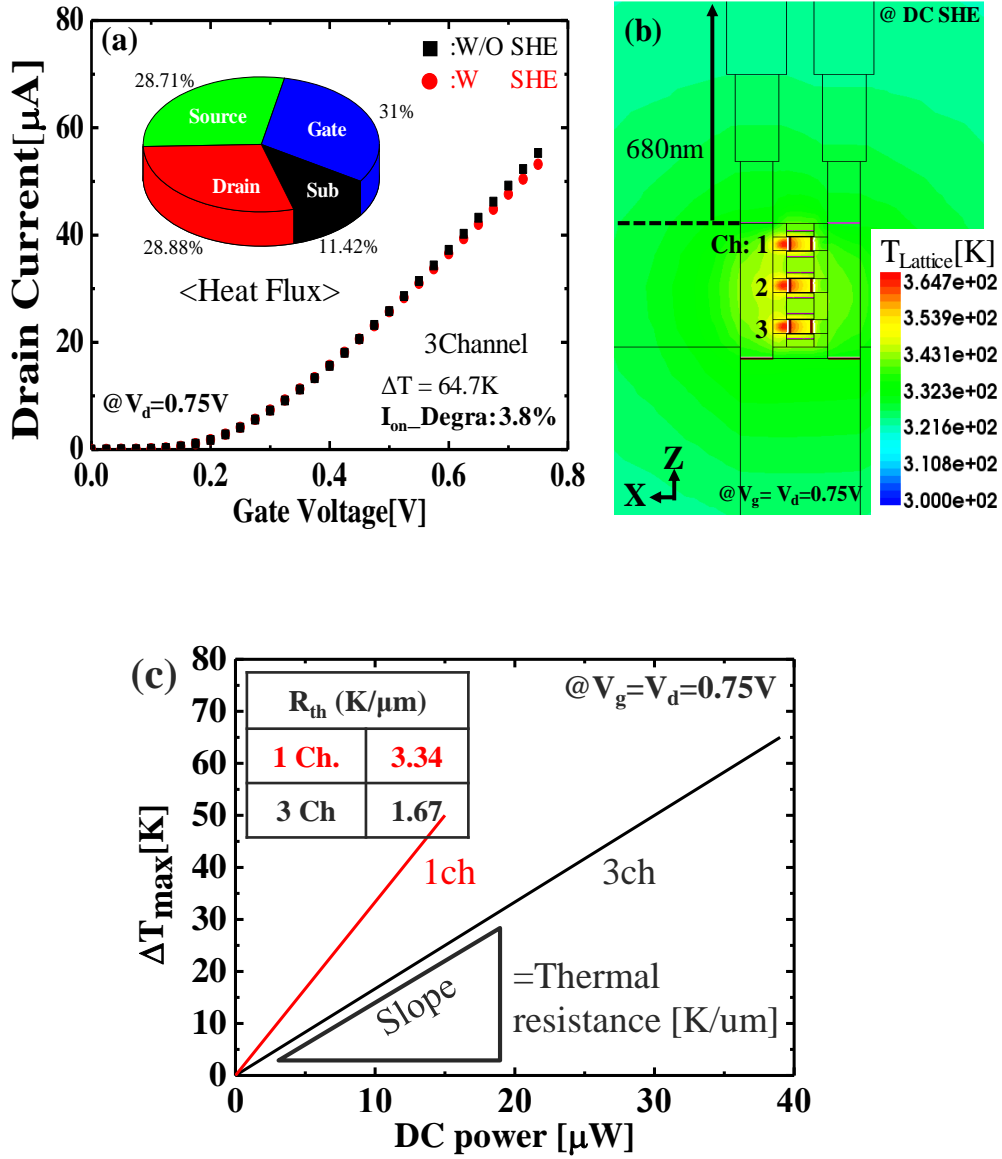 (a)
:W/O SHE
:W SHE
28.71%
31%
Source
Gate
Drain
Sub
28.88%
11.42%
<Heat Flux>
3Channel
ΔT = 64.7K
I_on_Degra: 3.8%
@V_d=0.75V
80
60
40
20
0
Drain Current[μA]
0.0
0.2
0.4
0.6
0.8
Gate Voltage[V]
(b)
@ DC SHE
680nm
Ch: 1
2
3
T_Lattice[K]
3.647e+02
3.539e+02
3.431e+02
3.323e+02
3.216e+02
3.108e+02
3.000e+02
Z
X
@V_g= V_d=0.75V
(c)
@V_g=V_d=0.75V
R_th (K/μm)
1 Ch. 3.34
3 Ch 1.67
1ch
3ch
Slope
=Thermal
resistance [K/um]
80
70
60
50
40
30
20
10
0
ΔT_max[K]
0
10
20
30
40
DC power [μW]